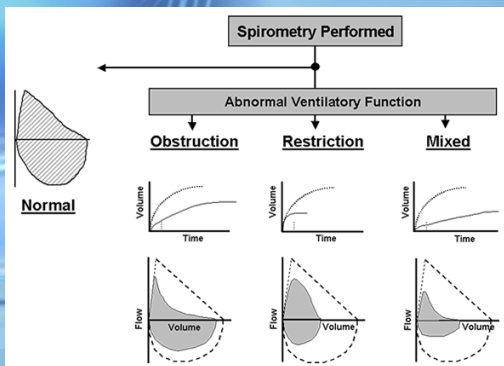 Spirometry Performed
Abnormal Ventilatory Function
Obstruction Restriction Mixed
Normal
Volume Volume Volume
Time Time Time
Flow Volume Flow Volume Flow Volume